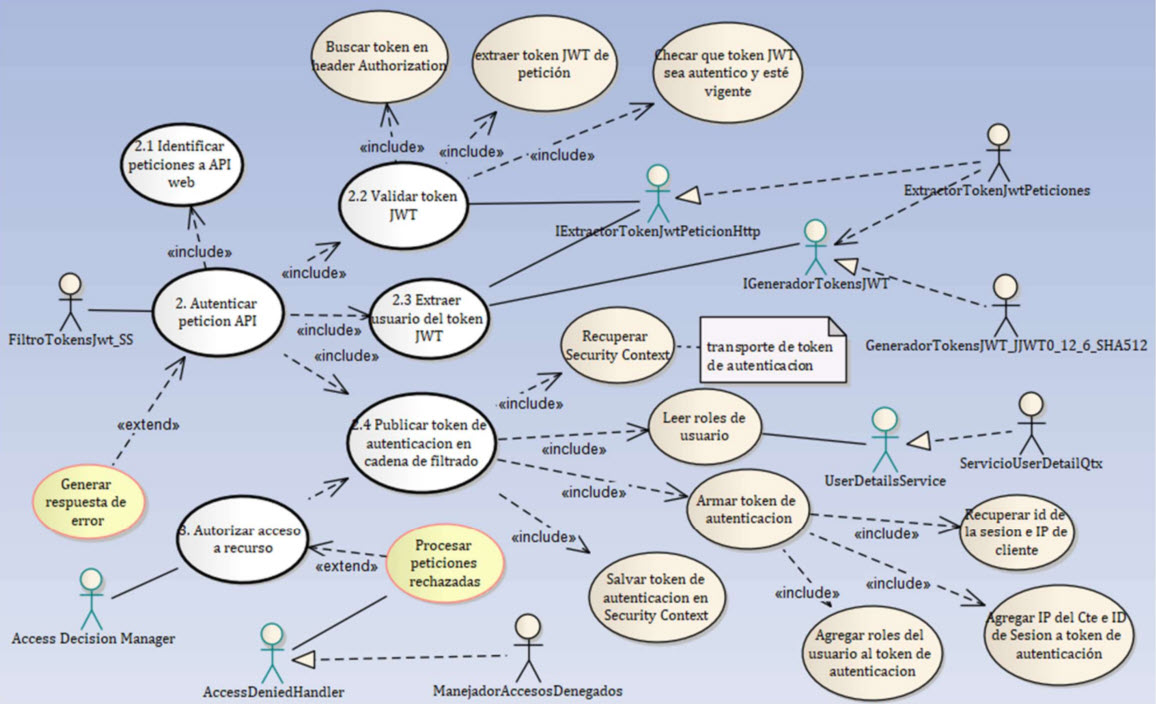 Buscar token en
header Authorization
extraer token JWT de
petición
Checar que token JWT
sea autentico y esté
vigente
2.1 Identificar
peticiones a API
web
«include»
«include»
«include»
2.2 Validar token
JWT
ExtractorTokenJwtPeticiones
IExtractorTokenJwtPeticionHttp
«include»
«include»
IGeneradorTokensJWT
2. Autenticar
peticion API
2.3 Extraer
usuario del token
JWT
FiltroTokensJwt_SS
«include»
«include»
Recuperar
Security Context
transporte de token
de autenticacion
GeneradorTokensJWT_JJWT0_12_6_SHA512
«extend»
«include»
2.4 Publicar token de
autenticacion en
cadena de filtrado
Leer roles de
usuario
«include»
UserDetailsService
ServicioUserDetailQtx
Generar
respuesta de
error
«include»
Armar token de
autenticacion
3. Autorizar acceso
a recurso
«include»
Procesar
peticiones
rechazadas
«extend»
«include»
Recuperar id de
la sesion e IP de
cliente
Salvar token de
autenticacion en
Security Context
«include»
«include»
Access Decision Manager
Agregar roles del
usuario al token de
autenticacion
Agregar IP del Cte e ID
de Sesion a token de
autenticación
AccessDeniedHandler
ManejadorAccesosDenegados